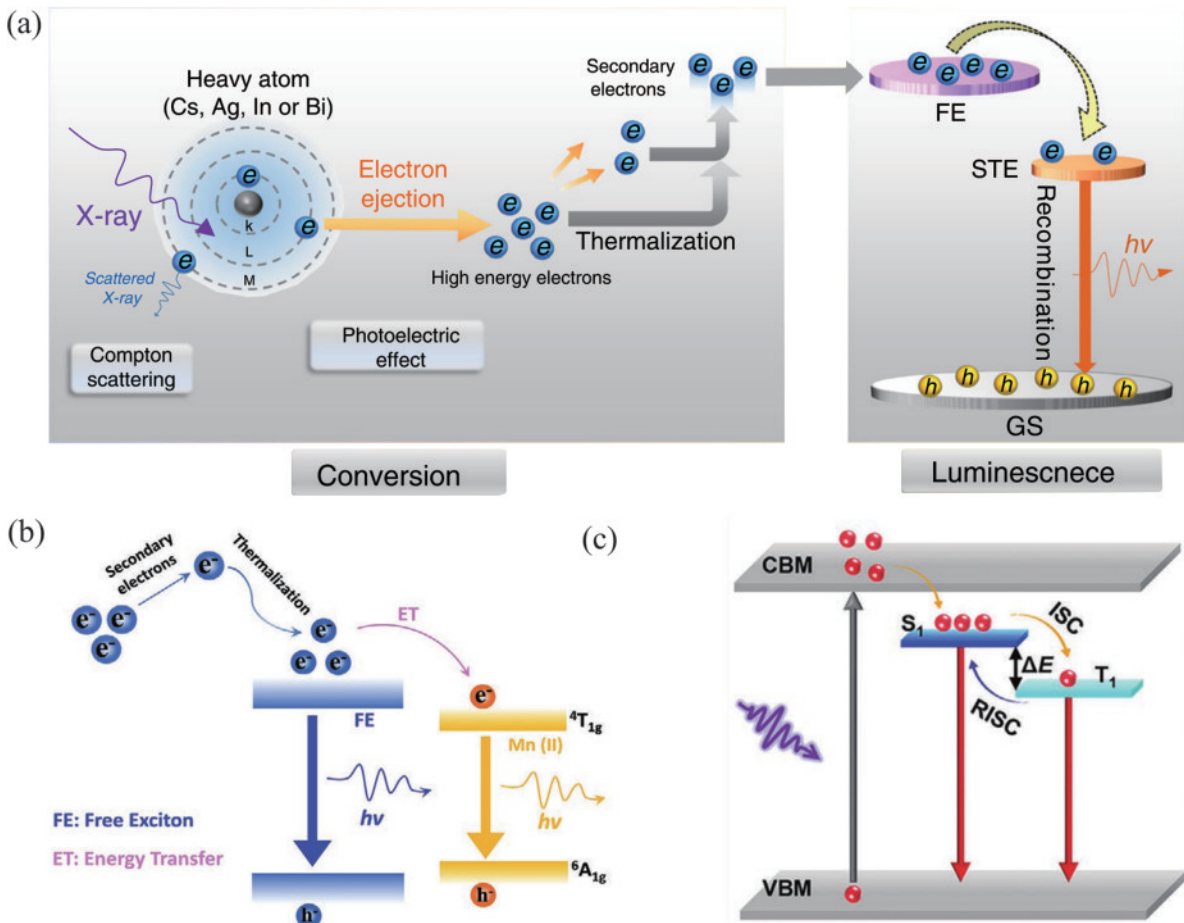 (a)
Heavy atom
(Cs, Ag, In or Bi)
X-ray
Scattered
X-ray
e
e
e
k
L
M
Electron
ejection
e
e
e
e
e
High energy electrons
e
e
Secondary
electrons
e
e
e
Thermalization
Compton
scattering
Photoelectric
effect
Conversion
e
e
e
e
FE
STE
e
e
Recombination
hν
h
h
h
h
h
h
GS
Luminescnece
(b)
Secondary
electrons
Thermalization
e-
e-
e-
e-
e-
e-
e-
ET
e-
FE
4T1g
Mn (II)
hν
hν
FE: Free Exciton
ET: Energy Transfer
6A1g
h-
h-
(c)
CBM
S1
ISC
ΔE
T1
RISC
VBM